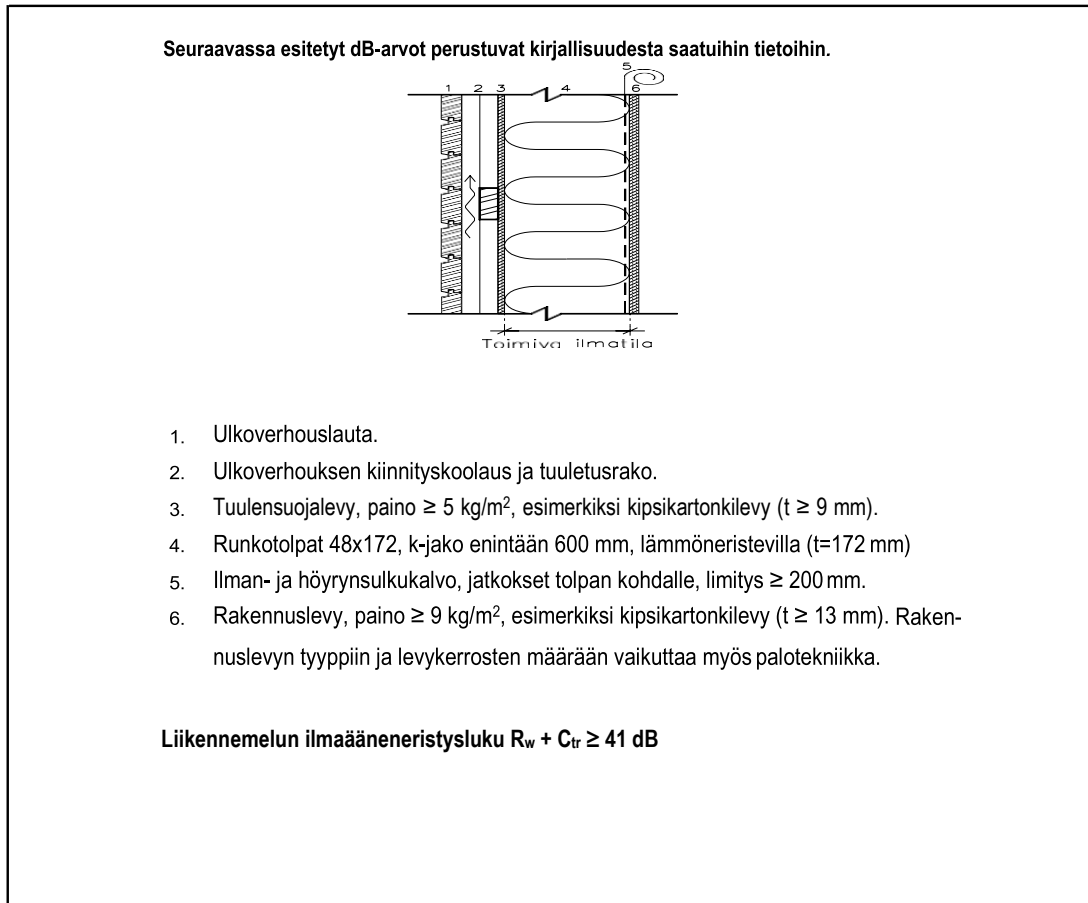 Seuraavassa esitetyt dB-arvot perustuvat kirjallisuudesta saatuihin tietoihin.
5
1 2 3 4 6
Toimiva ilmatila
1. Ulkoverhouslauta.
2. Ulkoverhouksen kiinnityskoolaus ja tuuletusrako.
3. Tuulensuojalevy, paino ≥ 5 kg/m², esimerkiksi kipsikartonkilevy (t ≥ 9 mm).
4. Runkotolpat 48x172, k-jako enintään 600 mm, lämmöneristevilla (t=172 mm)
5. Ilman- ja höyrynsulkukalvo, jatkokset tolpan kohdalle, limitys ≥ 200 mm.
6. Rakennuslevy, paino ≥ 9 kg/m², esimerkiksi kipsikartonkilevy (t ≥ 13 mm). Raken-
nuslevyn tyyppiin ja levykerrosten määrään vaikuttaa myös palotekniikka.
Liikennemelun ilmaääneneristysluku Rw + Ctr ≥ 41 dB